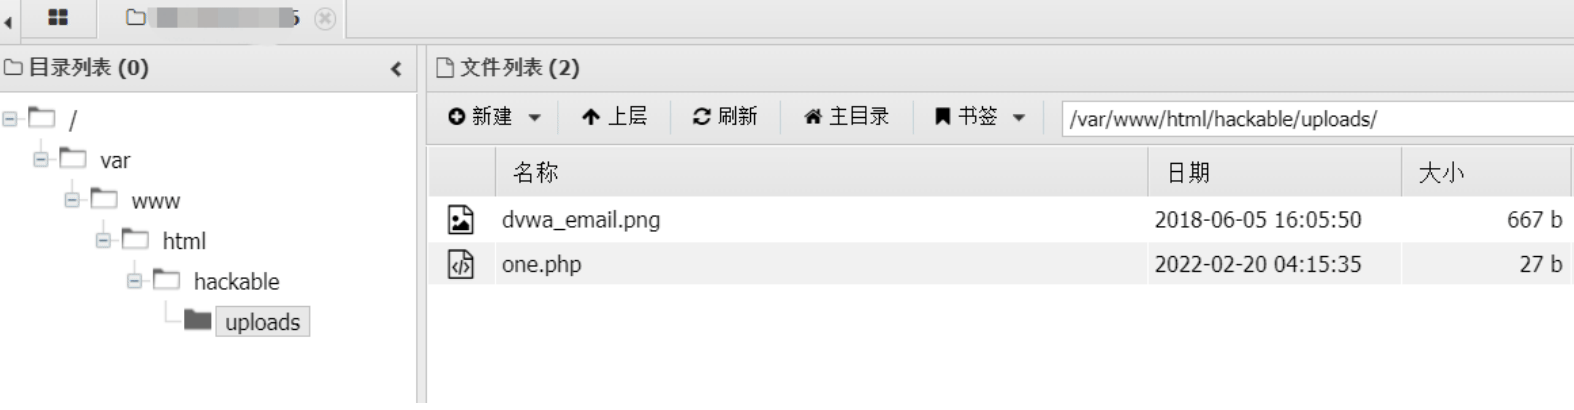 目录列表 (0)
/
var
www
html
hackable
uploads
文件列表 (2)
新建 上层 刷新 主目录 书签 /var/www/html/hackable/uploads/
名称 日期 大小
dvwa_email.png 2018-06-05 16:05:50 667 b
one.php 2022-02-20 04:15:35 27 b